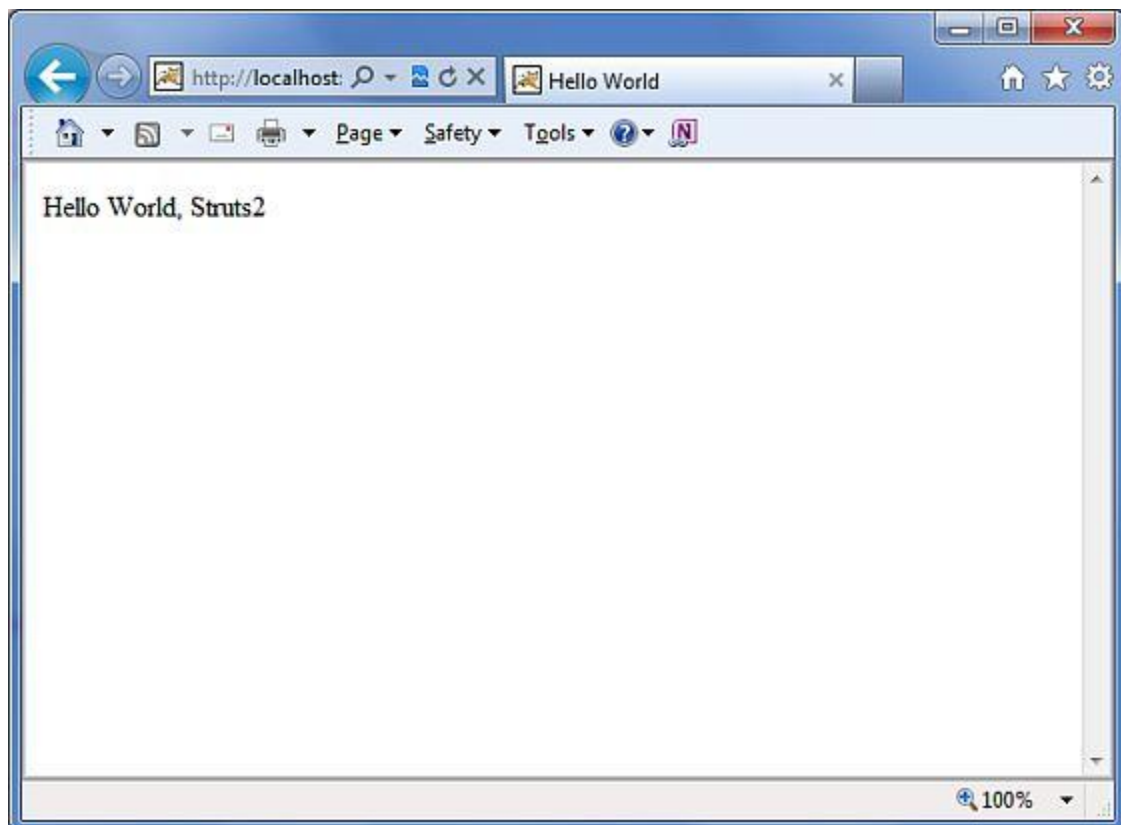 http://localhost:
Hello World
Page Safety Tools
Hello World, Struts2
100%